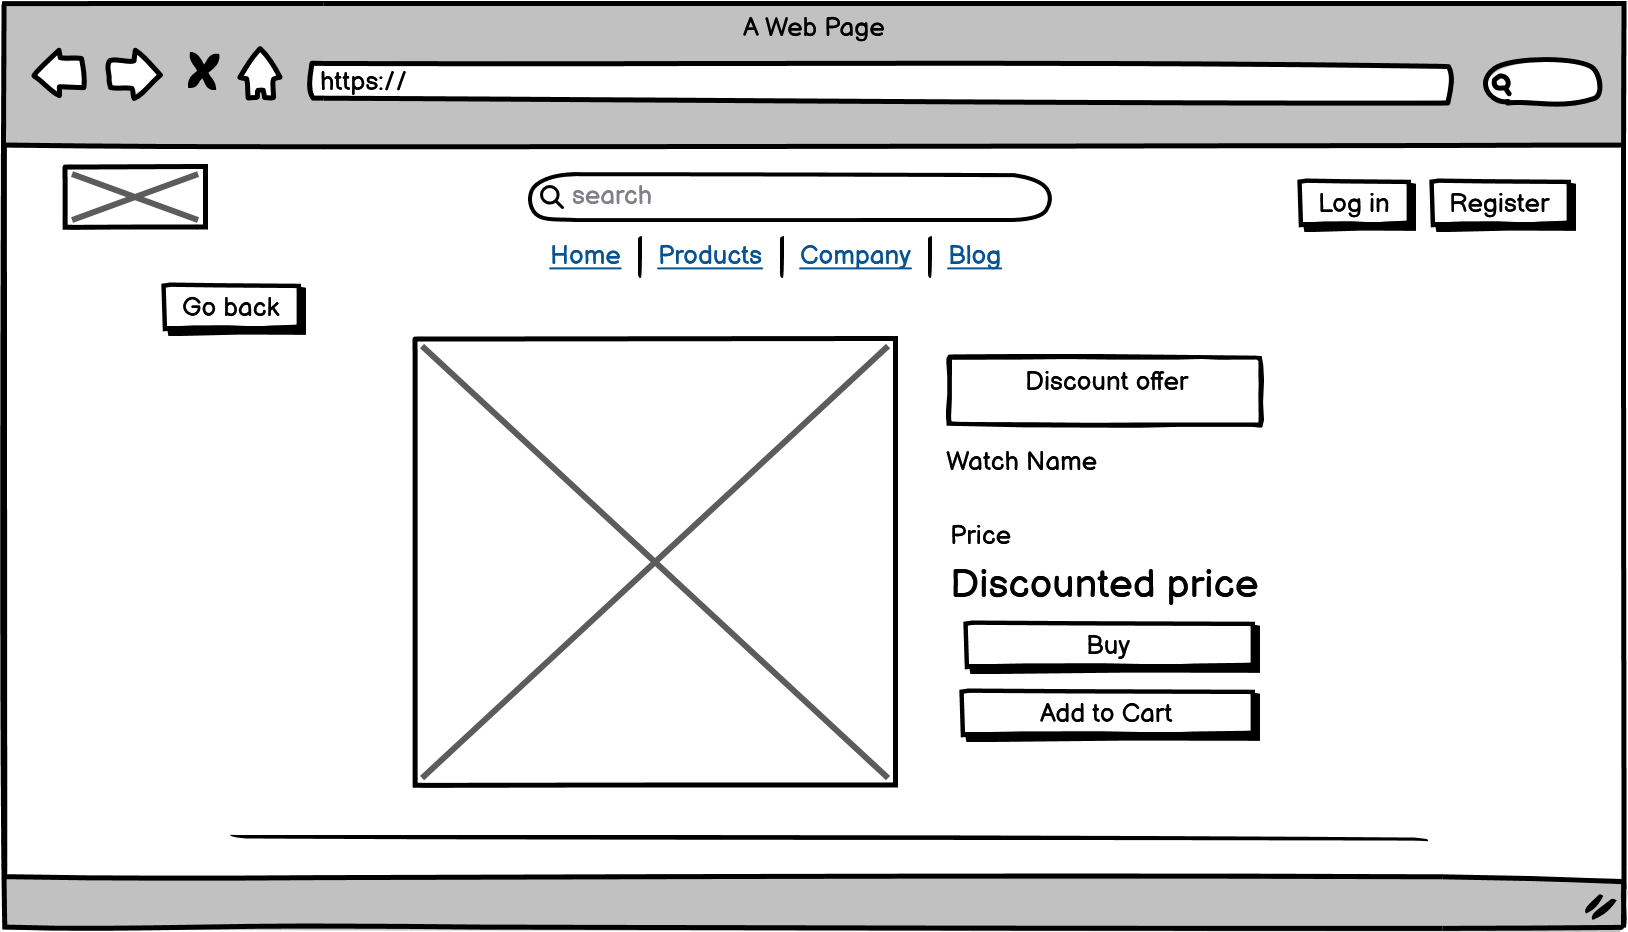 A Web Page
https://
search
Log in
Register
Home
Products
Company
Blog
Go back
Discount offer
Watch Name
Price
Discounted price
Buy
Add to Cart